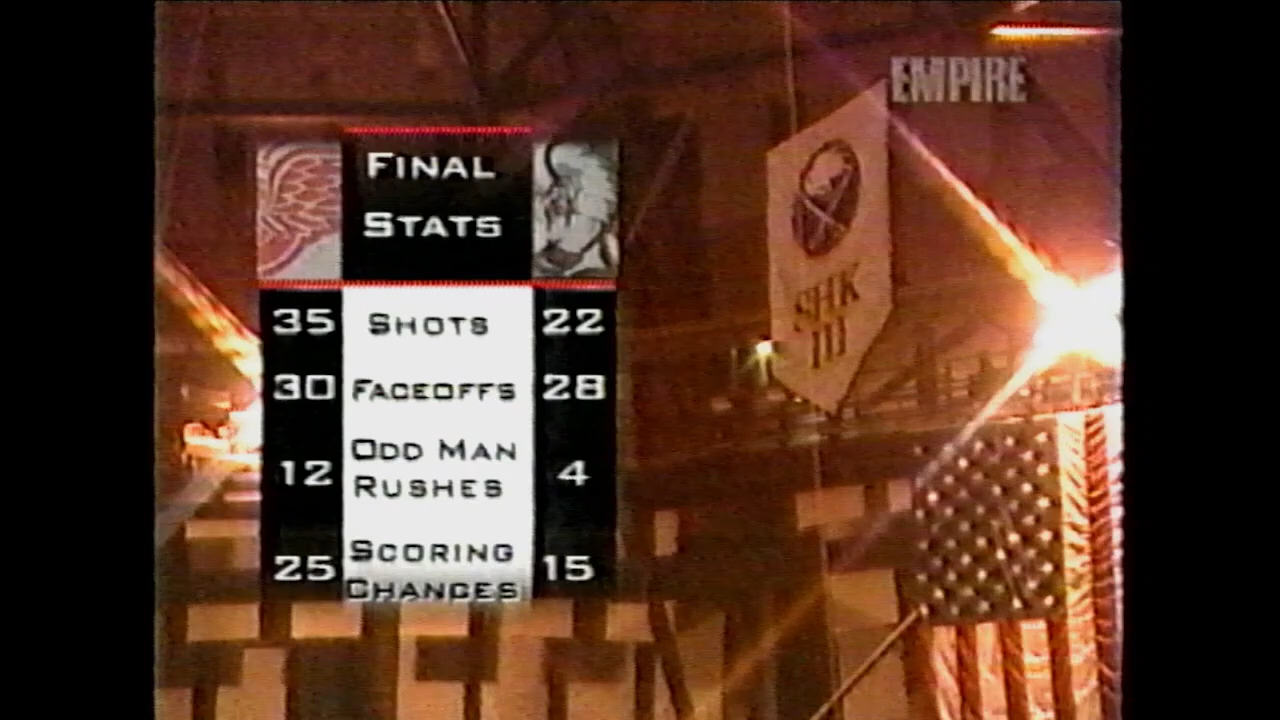 EMPIRE
FINAL
STATS
35 SHOTS 22
30 FACEOFFS 28
12 ODD MAN RUSHES 4
25 SCORING CHANCES 15
SHK
III